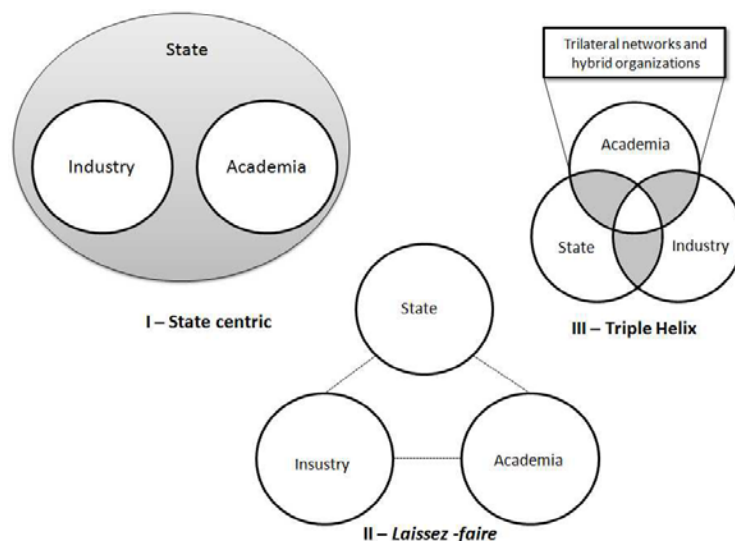 State
Industry
Academia
I – State centric
Trilateral networks and
hybrid organizations
Academia
State
Industry
III – Triple Helix
State
Insustry
Academia
II – Laissez -faire